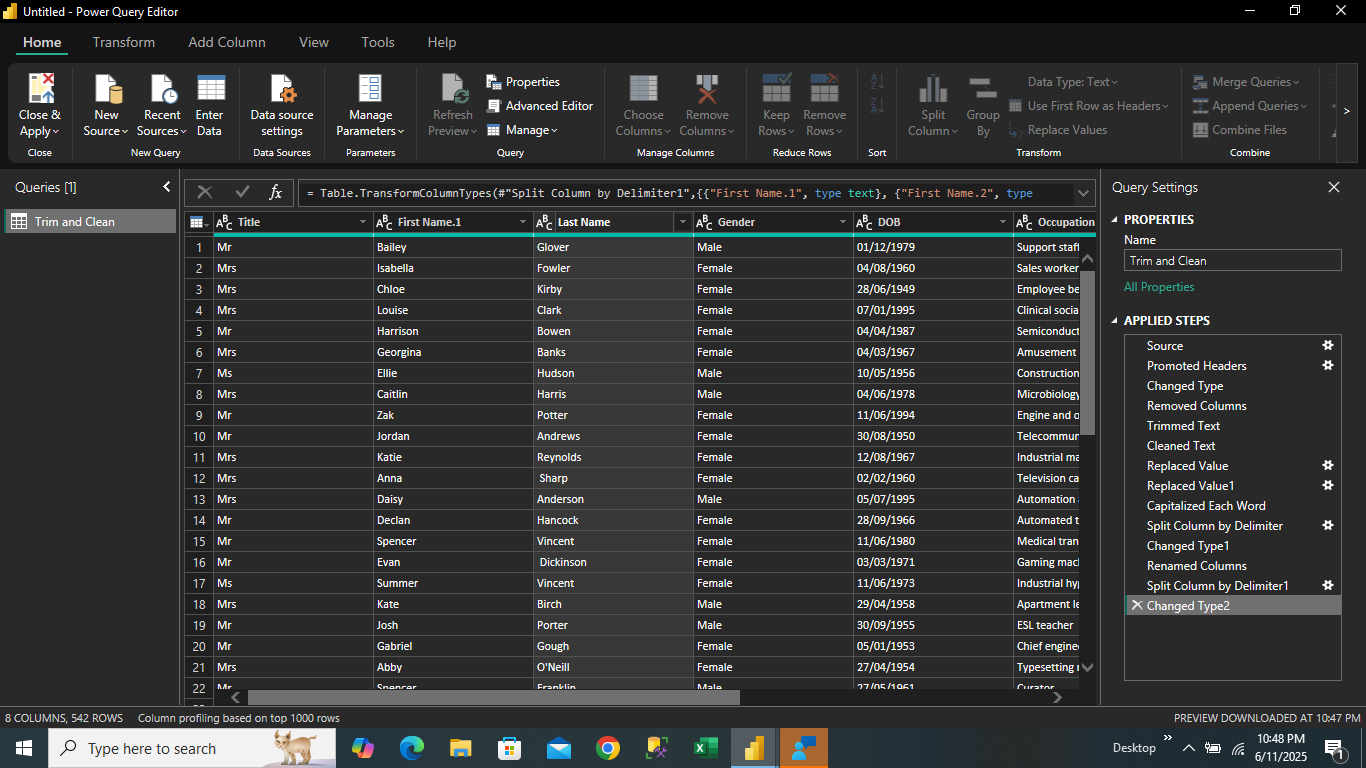 Untitled - Power Query Editor
Home Transform Add Column View Tools Help
Close & Apply
New Source
Recent Sources
Enter Data
Data source settings
Manage Parameters
Refresh Preview
Properties
Advanced Editor
Manage
Choose Columns
Remove Columns
Keep Rows
Remove Rows
Split Column
Group By
Data Type: Text
Use First Row as Headers
Replace Values
Merge Queries
Append Queries
Combine Files
Close New Query Data Sources Parameters Query Manage Columns Reduce Rows Sort Transform Combine
Queries [1]
Trim and Clean
fx = Table.TransformColumnTypes(#"Split Column by Delimiter1",{{"First Name.1", type text}, {"First Name.2", type
Title First Name.1 Last Name Gender DOB Occupation
1 Mr Bailey Glover Male 01/12/1979 Support staff
2 Mrs Isabella Fowler Female 04/08/1960 Sales worker
3 Mrs Chloe Kirby Female 28/06/1949 Employee be
4 Mrs Louise Clark Female 07/01/1995 Clinical socia
5 Mr Harrison Bowen Female 04/04/1987 Semiconduct
6 Mrs Georgina Banks Female 04/03/1967 Amusement
7 Ms Ellie Hudson Male 10/05/1956 Construction
8 Mrs Caitlin Harris Male 04/06/1978 Microbiology
9 Mr Zak Potter Female 11/06/1994 Engine and o
10 Mr Jordan Andrews Female 30/08/1950 Telecommun
11 Mrs Katie Reynolds Female 12/08/1967 Industrial ma
12 Mrs Anna Sharp Female 02/02/1960 Television ca
13 Mrs Daisy Anderson Male 05/07/1995 Automation
14 Mr Declan Hancock Female 28/09/1966 Automated t
15 Mr Spencer Vincent Female 11/06/1980 Medical tran
16 Mr Evan Dickinson Female 03/03/1971 Gaming mac
17 Ms Summer Vincent Female 11/06/1973 Industrial hy
18 Mrs Kate Birch Male 29/04/1958 Apartment le
19 Mr Josh Porter Male 30/09/1955 ESL teacher
20 Mr Gabriel Gough Female 05/01/1953 Chief engine
21 Mrs Abby O'Neill Female 27/04/1954 Typesetting
22 Mr Spencer Franklin Male 27/05/1961 Curator
Query Settings
PROPERTIES
Name
Trim and Clean
All Properties
APPLIED STEPS
Source
Promoted Headers
Changed Type
Removed Columns
Trimmed Text
Cleaned Text
Replaced Value
Replaced Value1
Capitalized Each Word
Split Column by Delimiter
Changed Type1
Renamed Columns
Split Column by Delimiter1
Changed Type2
8 COLUMNS, 542 ROWS Column profiling based on top 1000 rows PREVIEW DOWNLOADED AT 10:47 PM
Type here to search
Desktop
10:48 PM
6/11/2025
1